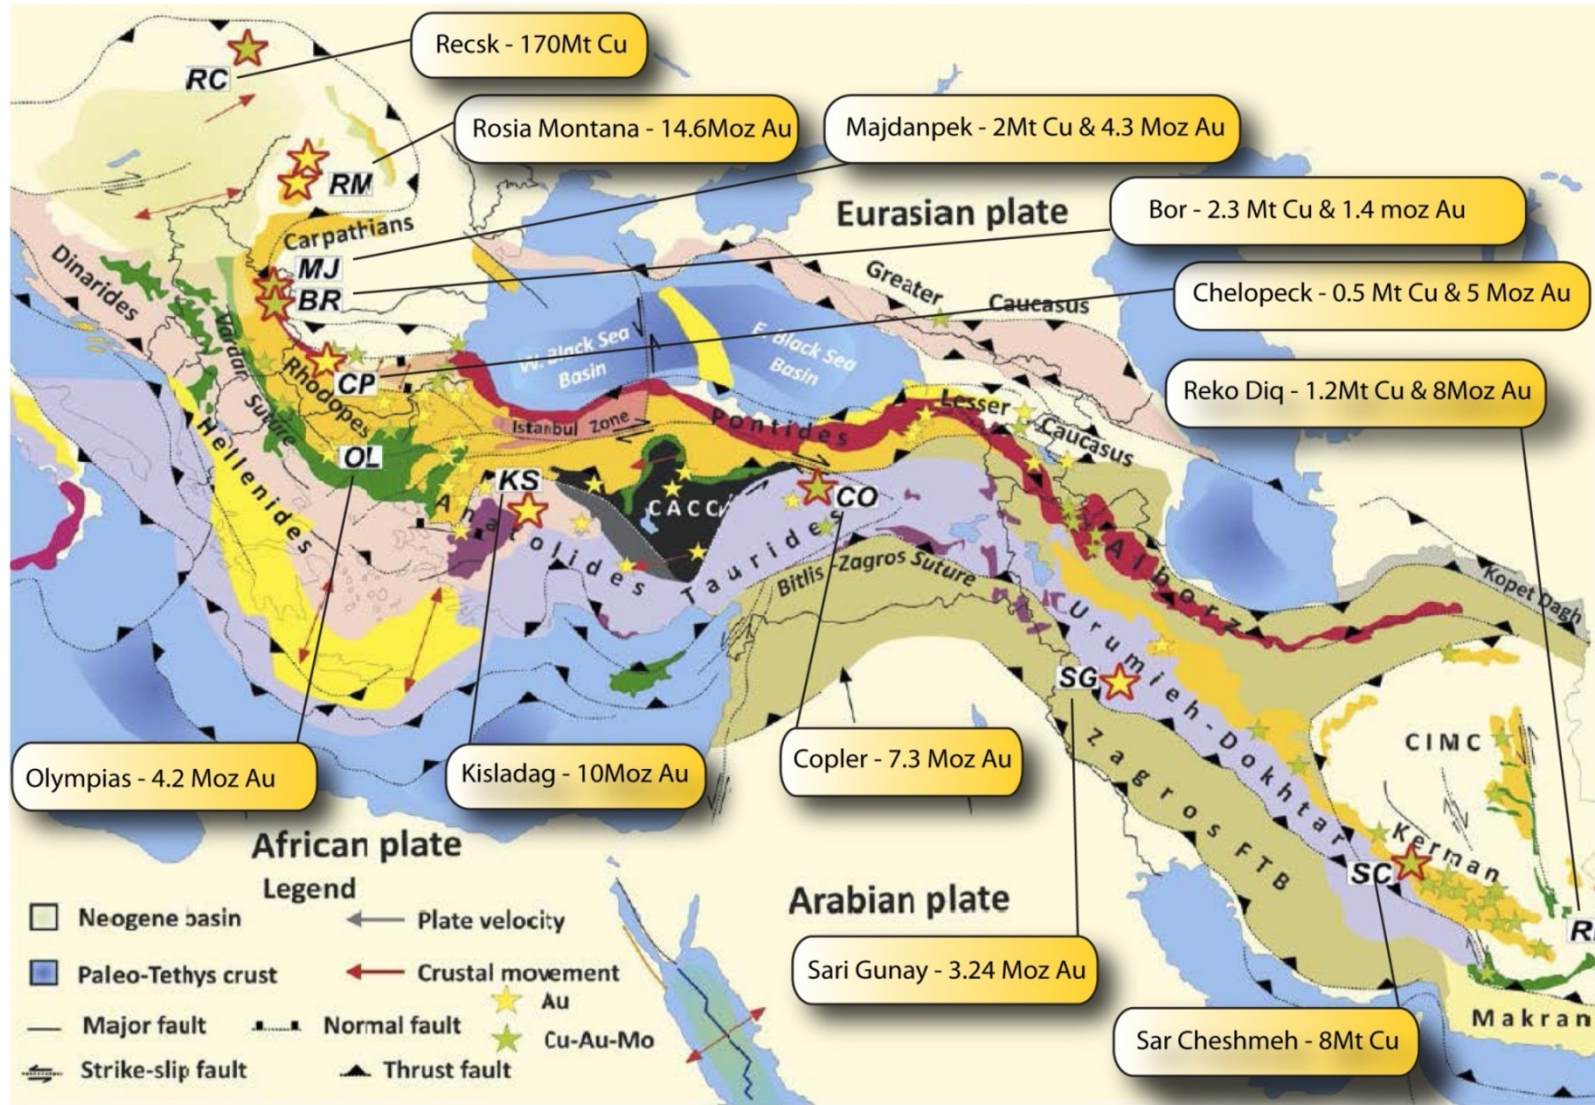 Recsk - 170Mt Cu
RC
Rosia Montana - 14.6Moz Au
Majdanpek - 2Mt Cu & 4.3 Moz Au
RM
Eurasian plate
Bor - 2.3 Mt Cu & 1.4 moz Au
Carpathians
Dinarides
MJ
BR
Greater
Caucasus
Chelopeck - 0.5 Mt Cu & 5 Moz Au
Vardar
Suture
W. Black Sea
Basin
E. Black Sea
Basin
CP
Rhodopes
Reko Diq - 1.2Mt Cu & 8Moz Au
Istanbul Zone
Pontides
Lesser
Caucasus
Hellenides
OL
KS
Anatolides
CACC
CO
Taurides
Bitlis-Zagros Suture
Alborz
Kopet Dagh
Urumieh-Dokhtar
SG
Zagros FTB
CIMC
Olympias - 4.2 Moz Au
Kisladag - 10Moz Au
Copler - 7.3 Moz Au
Kerman
SC
African plate
Arabian plate
Legend
Neogene basin
Plate velocity
Paleo-Tethys crust
Crustal movement
Au
Major fault
Normal fault
Cu-Au-Mo
Strike-slip fault
Thrust fault
Sari Gunay - 3.24 Moz Au
Sar Cheshmeh - 8Mt Cu
Makran